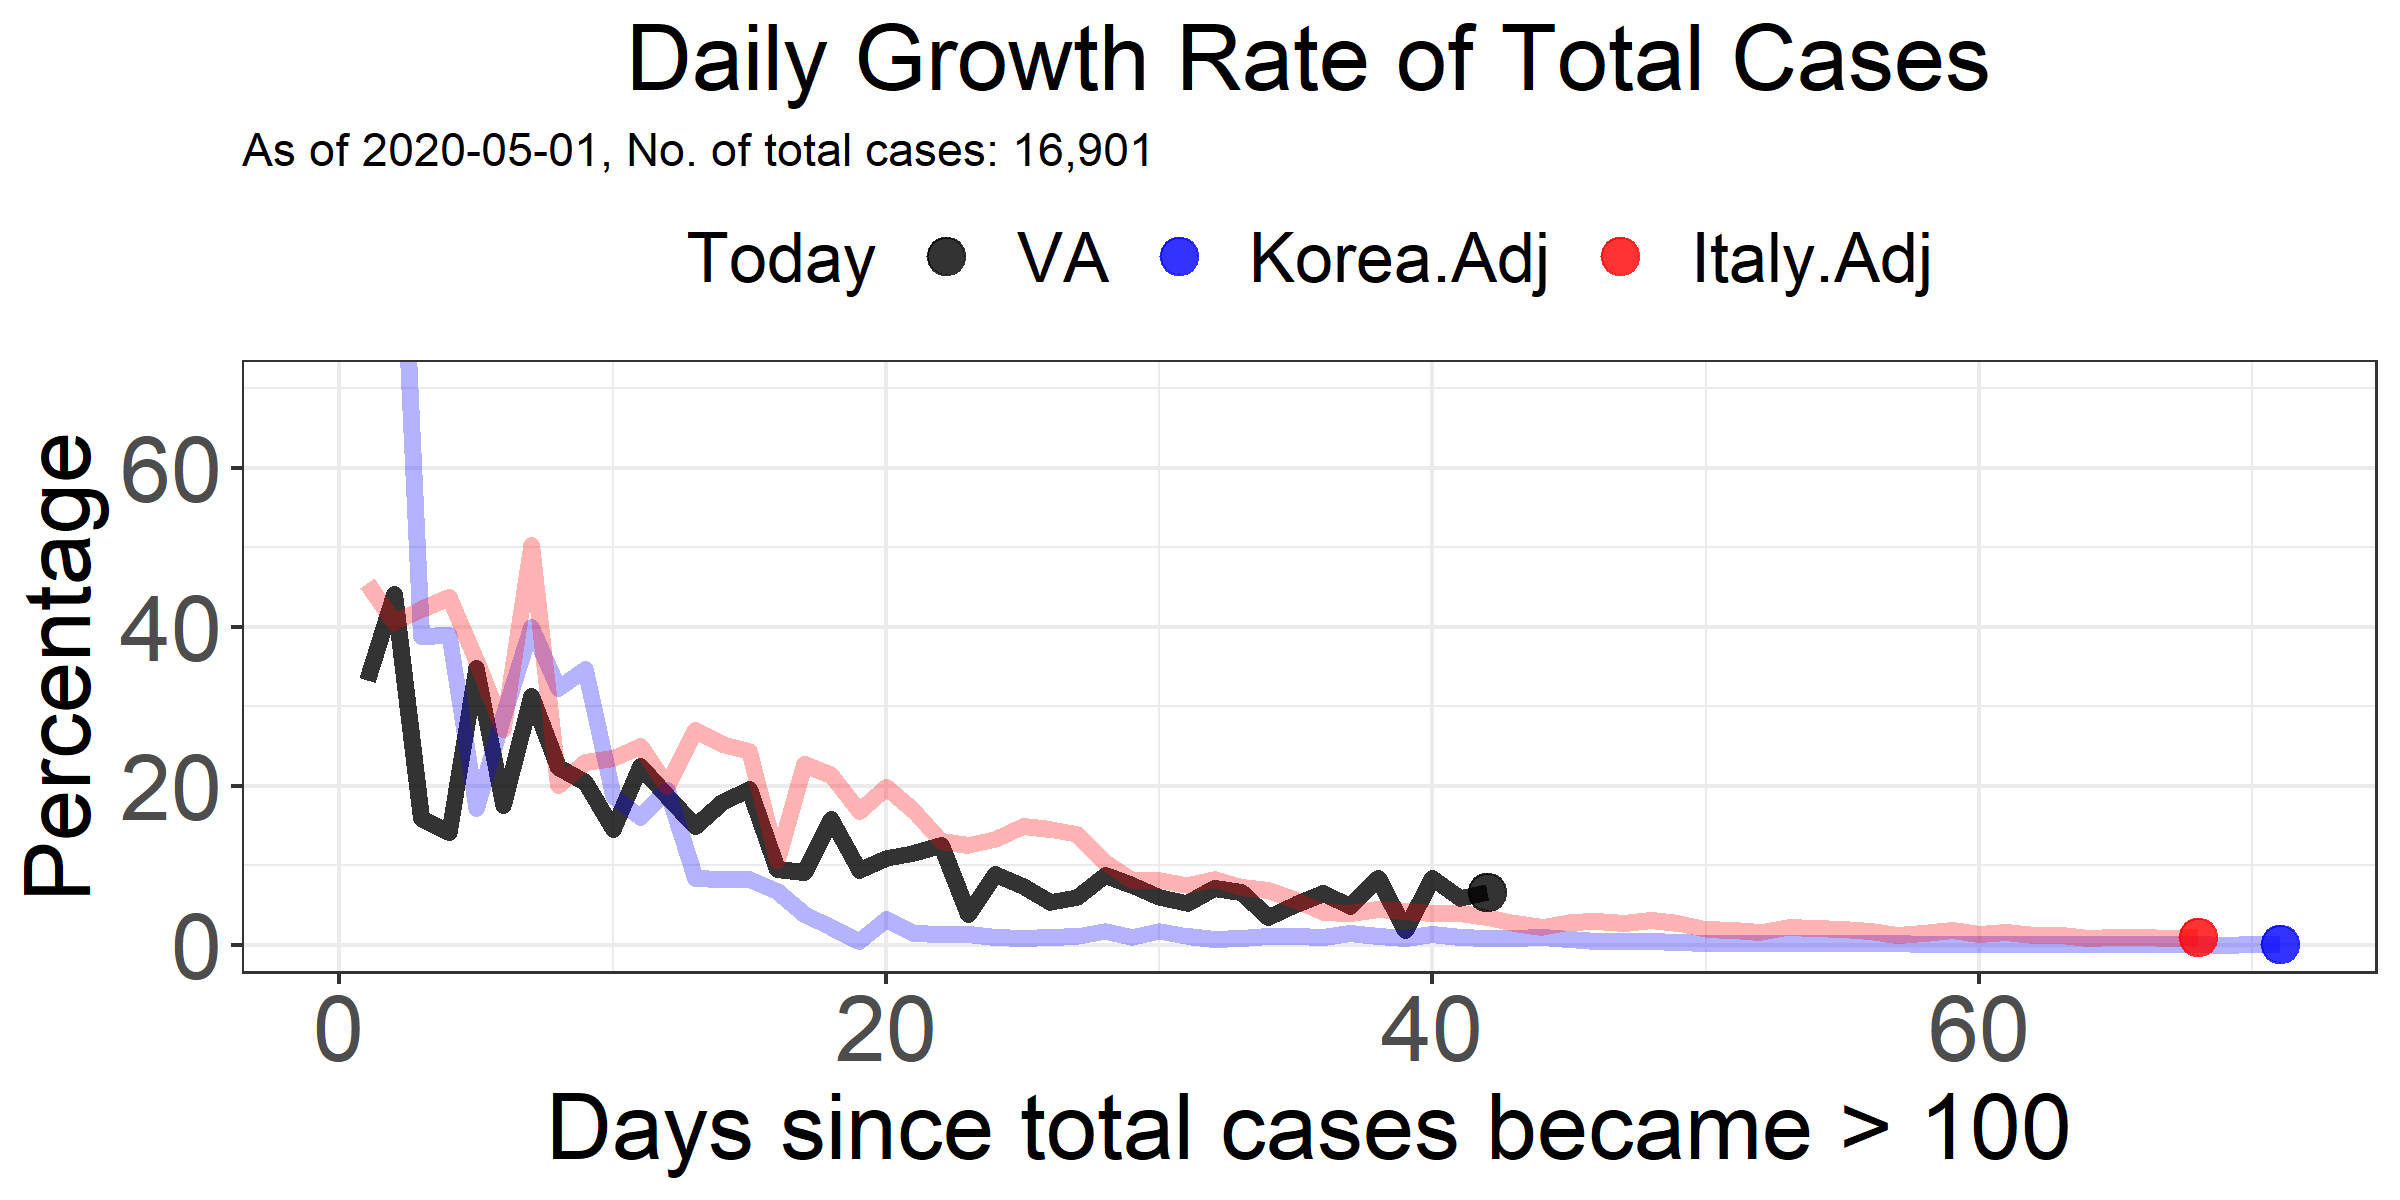 Daily Growth Rate of Total Cases
As of 2020-05-01, No. of total cases: 16,901
Today VA Korea.Adj Italy.Adj
Percentage
60
40
20
0
0 20 40 60
Days since total cases became > 100